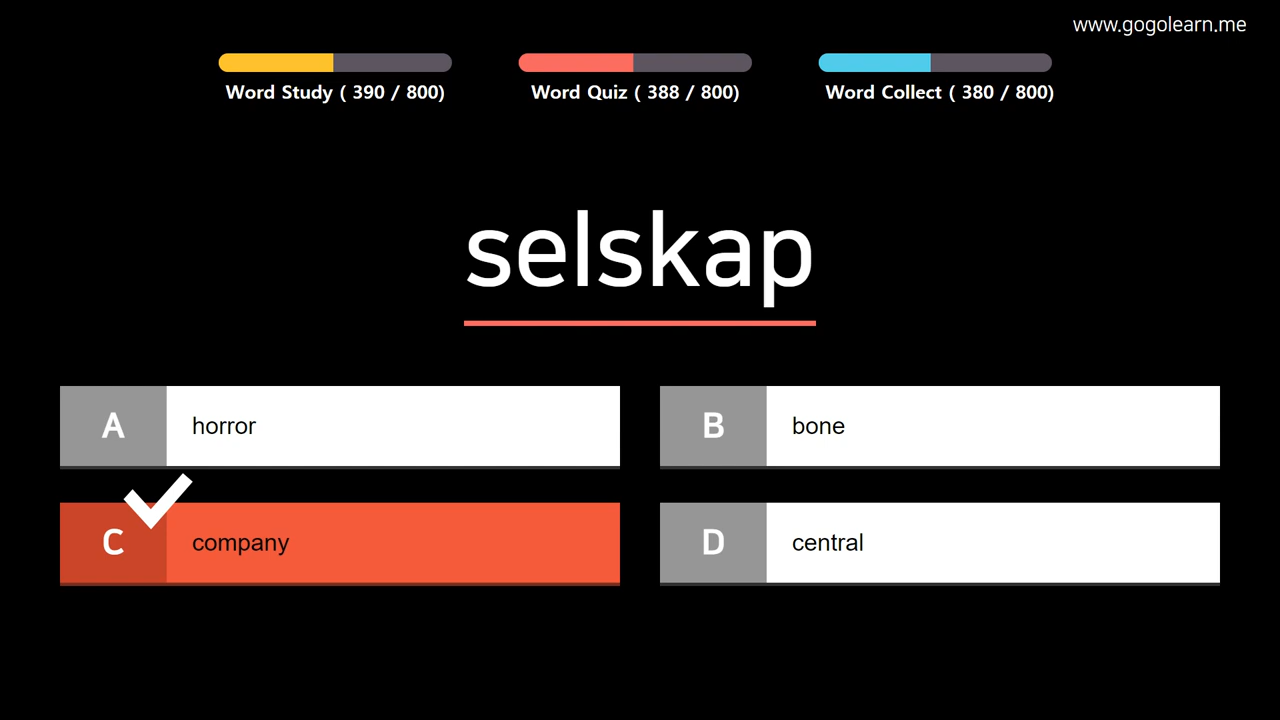 www.gogolearn.me
Word Study ( 390 / 800)
Word Quiz ( 388 / 800)
Word Collect ( 380 / 800)
selskap
A horror
B bone
C company
D central